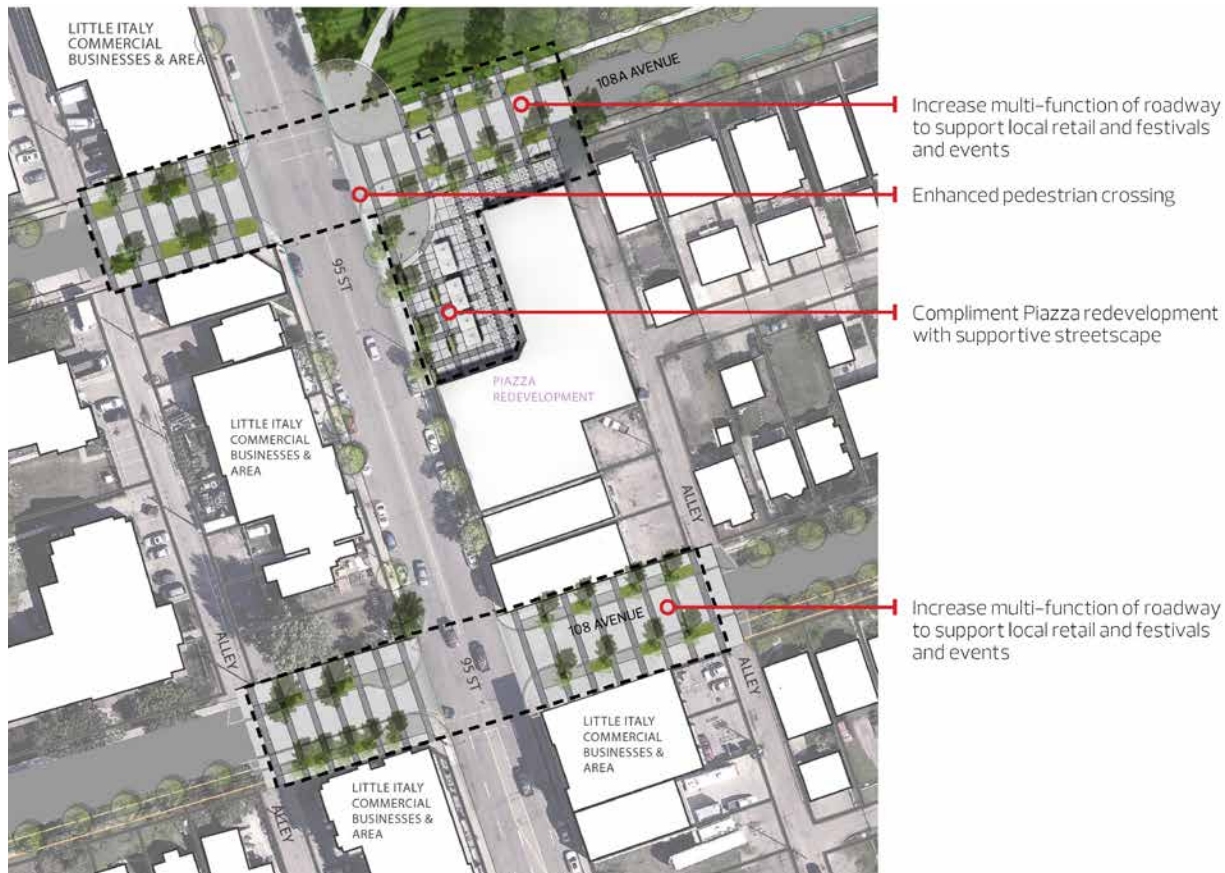 LITTLE ITALY
COMMERCIAL
BUSINESSES & AREA
108A AVENUE
Increase multi-function of roadway
to support local retail and festivals
and events
Enhanced pedestrian crossing
95 ST
Compliment Piazza redevelopment
with supportive streetscape
PIAZZA
REDEVELOPMENT
LITTLE ITALY
COMMERCIAL
BUSINESSES &
AREA
ALLEY
108 AVENUE
Increase multi-function of roadway
to support local retail and festivals
and events
ALLEY
95 ST
ALLEY
LITTLE ITALY
COMMERCIAL
BUSINESSES &
AREA
LITTLE ITALY
COMMERCIAL
BUSINESSES &
AREA
ALLEY